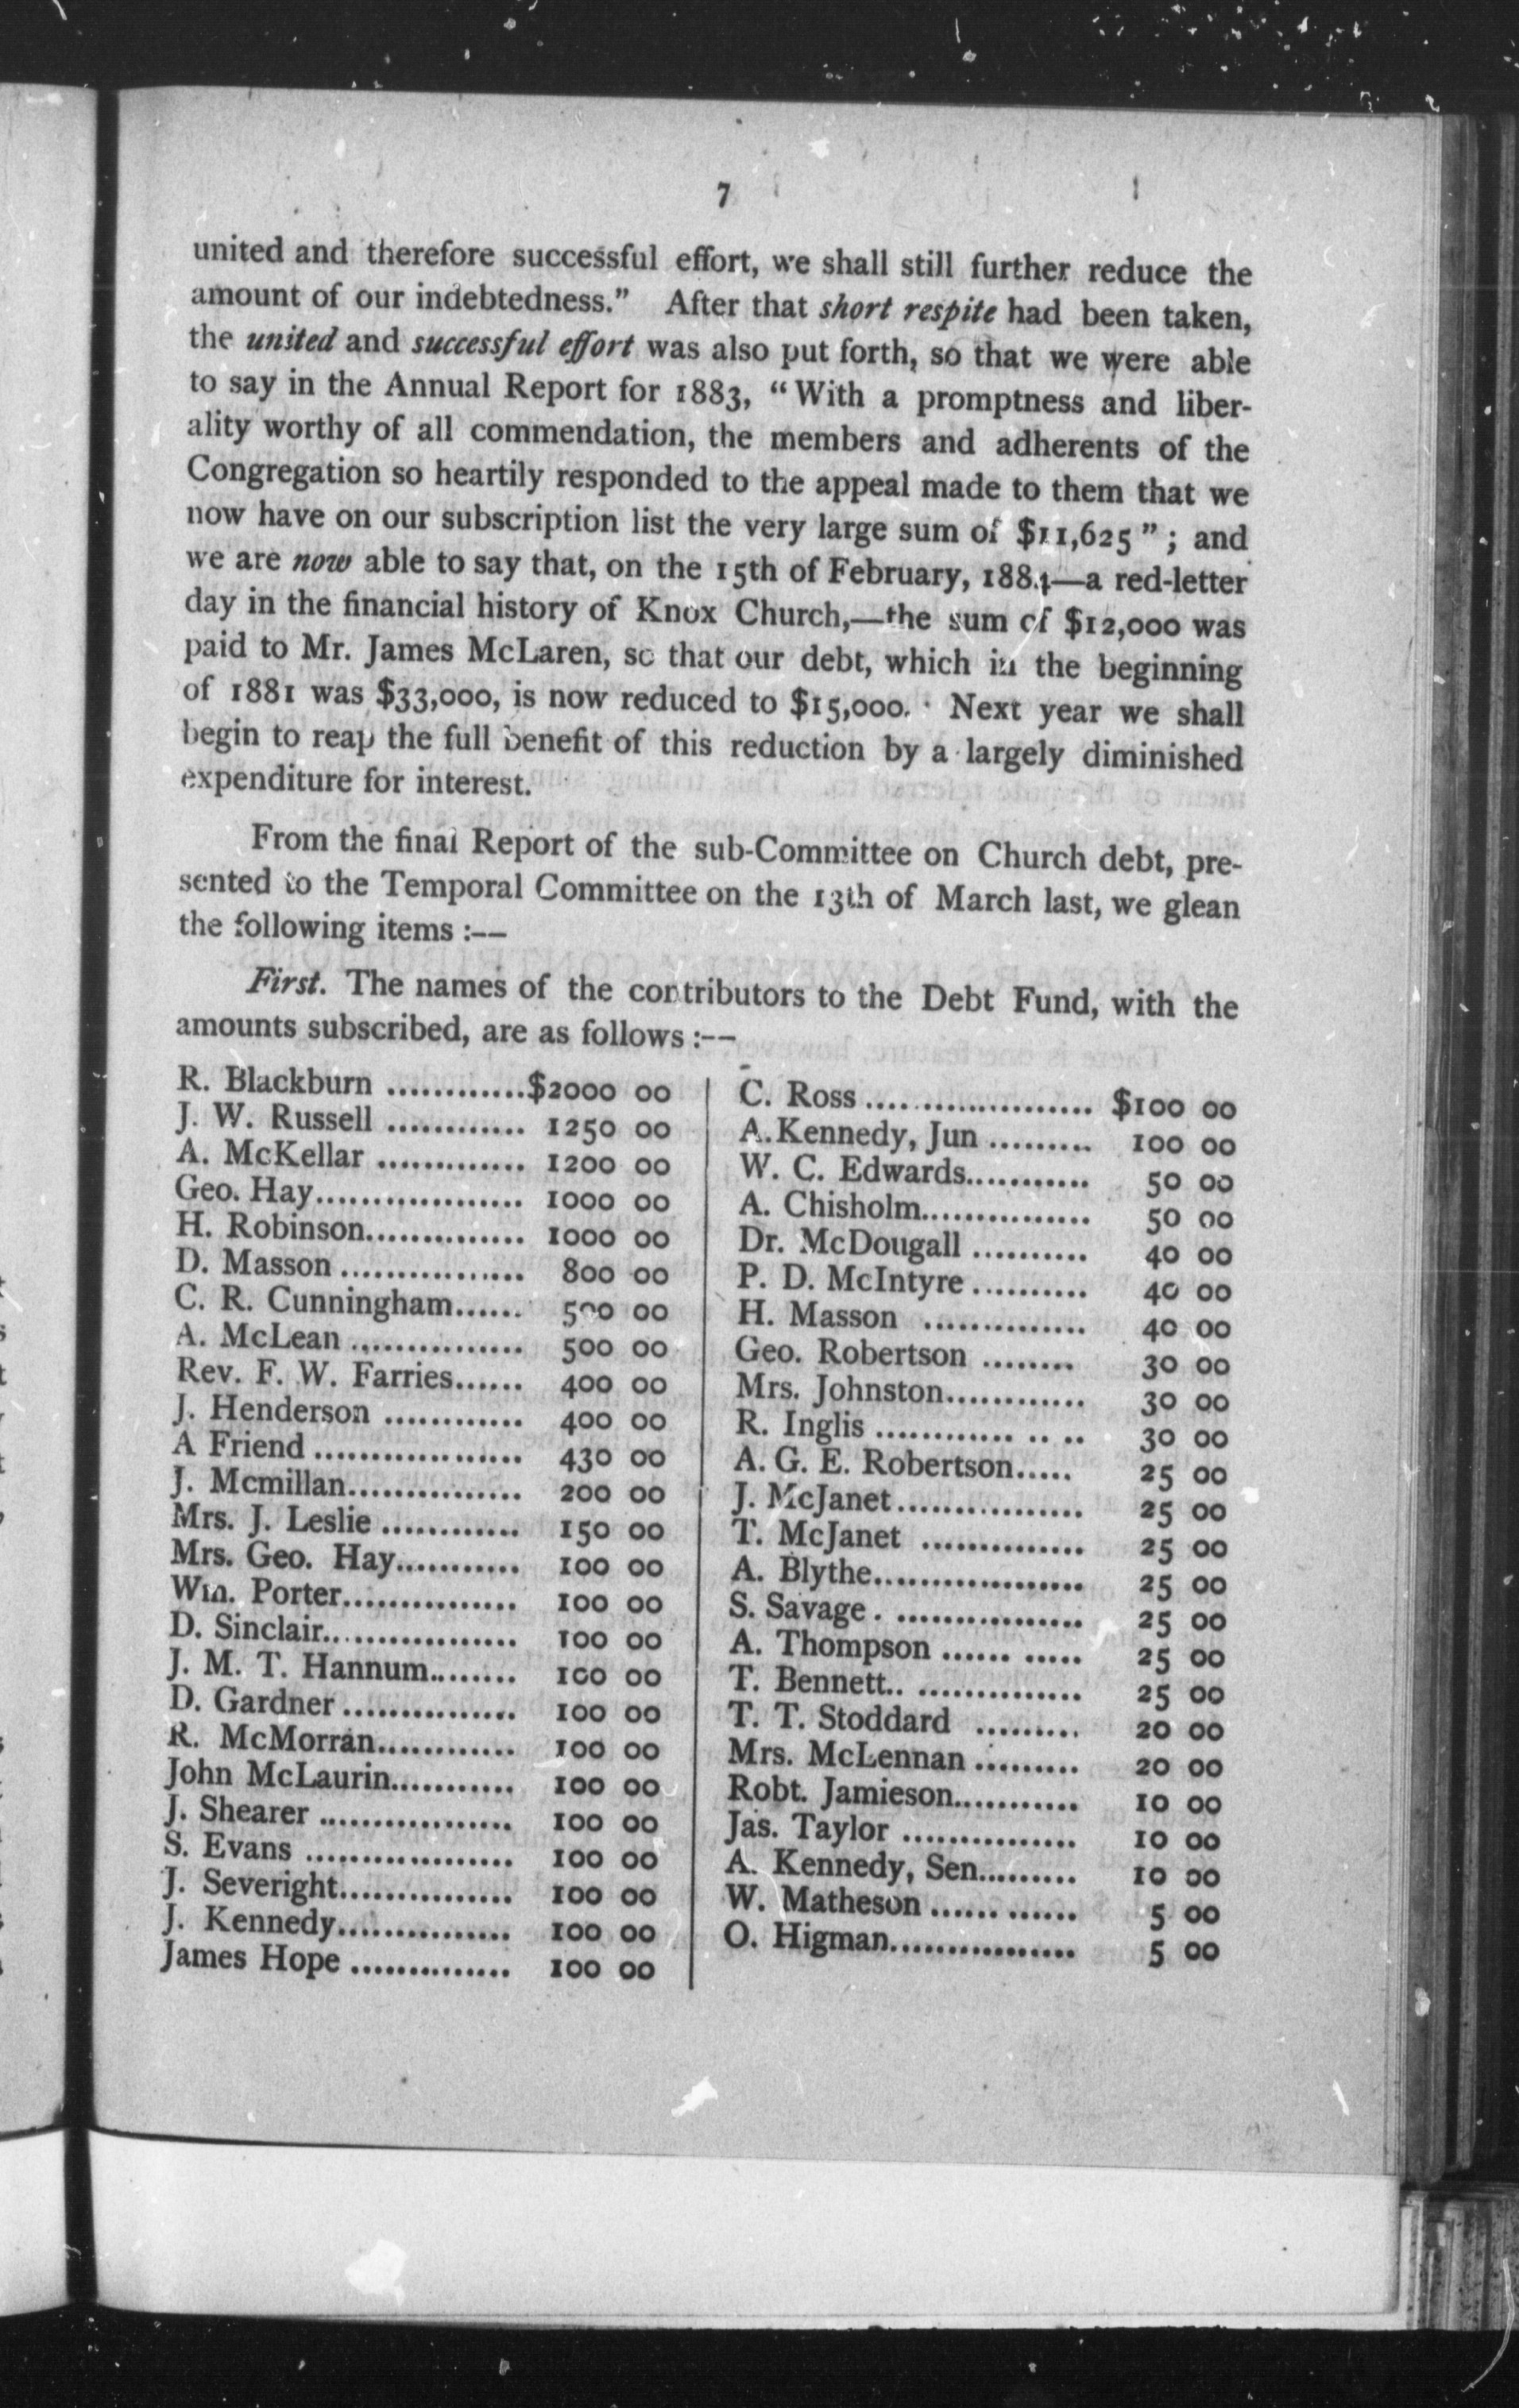 7
united and therefore successful effort, we shall still further reduce the
amount of our indebtedness." After that short respite had been taken,
the united and successful effort was also put forth, so that we were able
to say in the Annual Report for 1883, "With a promptness and liber-
ality worthy of all commendation, the members and adherents of the
Congregation so heartily responded to the appeal made to them that we
now have on our subscription list the very large sum of $11,625"; and
we are now able to say that, on the 15th of February, 1884—a red-letter
day in the financial history of Knox Church,—the sum of $12,000 was
paid to Mr. James McLaren, so that our debt, which in the beginning
of 1881 was $33,000, is now reduced to $15,000. Next year we shall
begin to reap the full benefit of this reduction by a largely diminished
expenditure for interest.
From the final Report of the sub-Committee on Church debt, pre-
sented to the Temporal Committee on the 13th of March last, we glean
the following items :—
First. The names of the contributors to the Debt Fund, with the
amounts subscribed, are as follows :—
R. Blackburn ............$2000 00
J. W. Russell ............ 1250 00
A. McKellar ............. 1200 00
Geo. Hay.................. 1000 00
H. Robinson.............. 1000 00
D. Masson ................ 800 00
C. R. Cunningham...... 500 00
A. McLean ............... 500 00
Rev. F. W. Farries...... 400 00
J. Henderson ............ 400 00
A Friend .................. 430 00
J. Mcmillan............... 200 00
Mrs. J. Leslie ............ 150 00
Mrs. Geo. Hay........... 100 00
Wm. Porter............... 100 00
D. Sinclair................. 100 00
J. M. T. Hannum........ 100 00
D. Gardner ............... 100 00
R. McMorran............ 100 00
John McLaurin........... 100 00
J. Shearer ................. 100 00
S. Evans .................. 100 00
J. Severight............... 100 00
J. Kennedy............... 100 00
James Hope .............. 100 00
C. Ross .................... $100 00
A. Kennedy, Jun ......... 100 00
W. C. Edwards........... 50 00
A. Chisholm............... 50 00
Dr. McDougall .......... 40 00
P. D. McIntyre .......... 40 00
H. Masson .............. 40 00
Geo. Robertson ........ 30 00
Mrs. Johnston............ 30 00
R. Inglis ............ .. .. 30 00
A. G. E. Robertson..... 25 00
J. McJanet................ 25 00
T. McJanet .............. 25 00
A. Blythe.................. 25 00
S. Savage . ................ 25 00
A. Thompson ...... ..... 25 00
T. Bennett.. ............... 25 00
T. T. Stoddard ......... 20 00
Mrs. McLennan ......... 20 00
Robt. Jamieson........... 10 00
Jas. Taylor ............... 10 00
A. Kennedy, Sen......... 10 00
W. Matheson ...... ...... 5 00
O. Higman................ 5 00